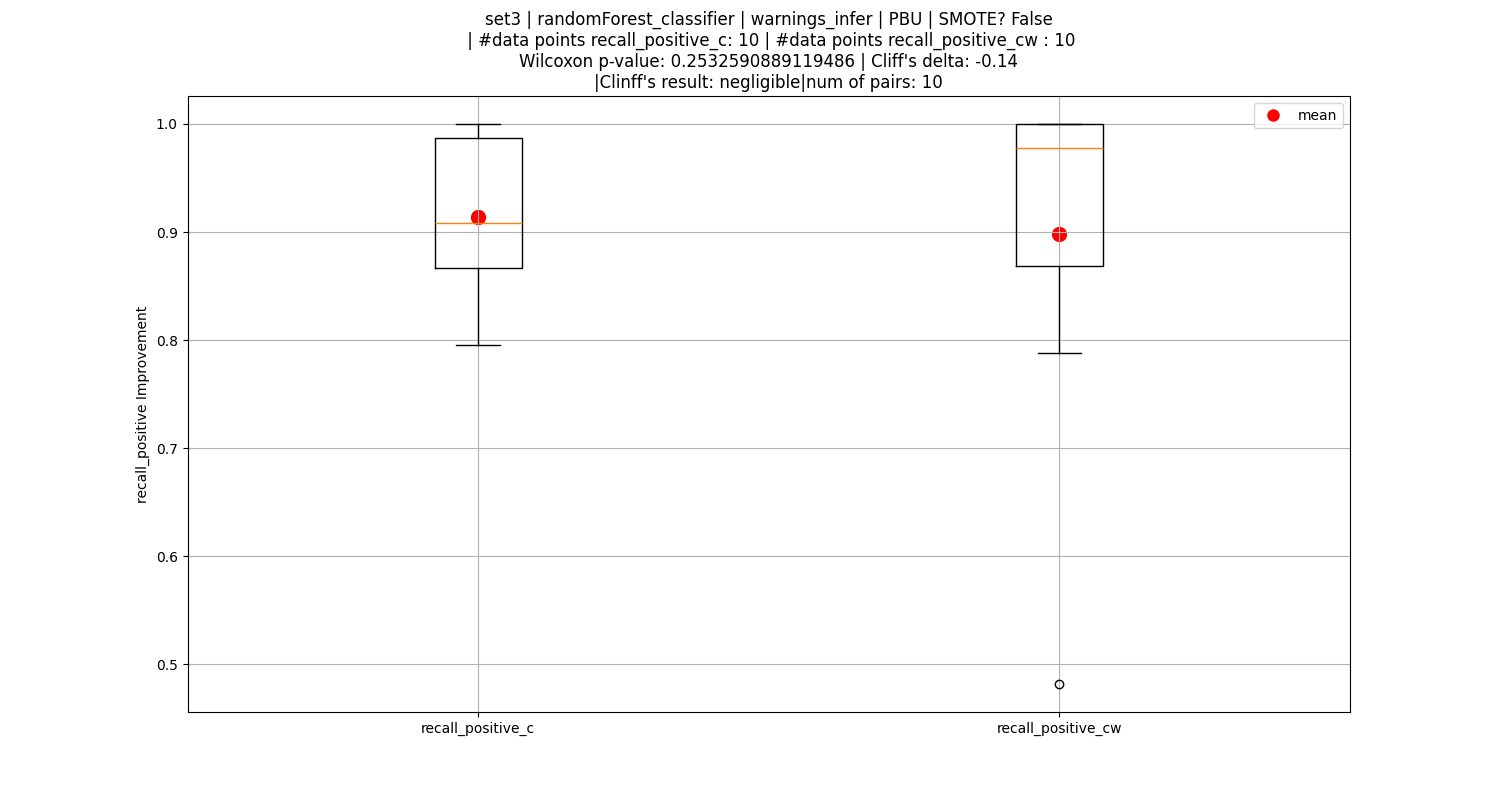 set3 | randomForest_classifier | warnings_infer | PBU | SMOTE? False
| #data points recall_positive_c: 10 | #data points recall_positive_cw : 10
Wilcoxon p-value: 0.2532590889119486 | Cliff's delta: -0.14
|Clinff's result: negligible|num of pairs: 10
mean
1.0
0.9
0.8
0.7
0.6
0.5
recall_positive Improvement
recall_positive_c
recall_positive_cw